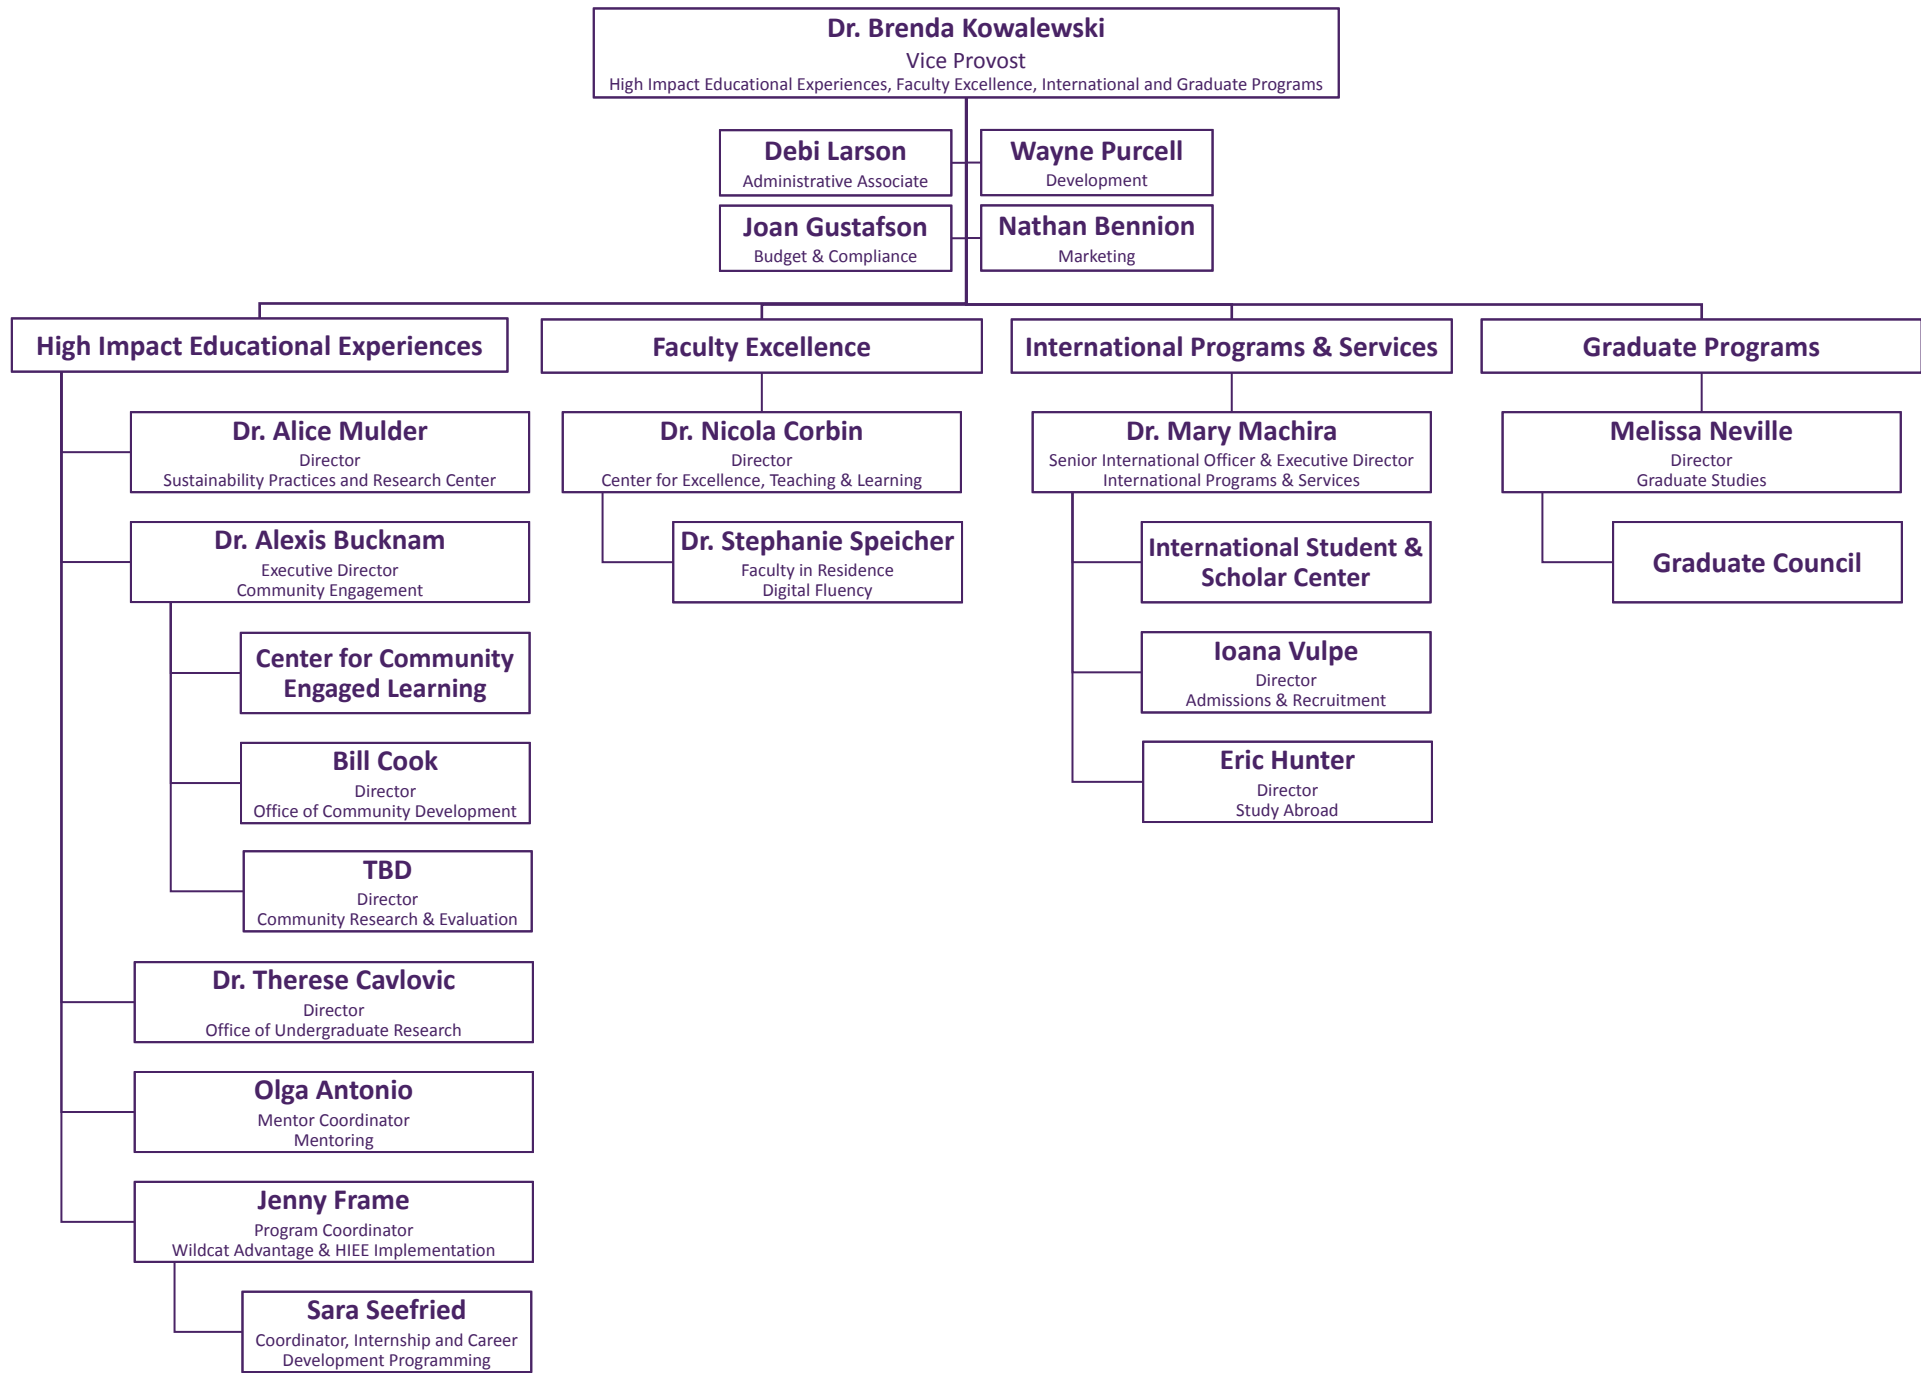 Dr. Brenda Kowalewski
Vice Provost
High Impact Educational Experiences, Faculty Excellence, International and Graduate Programs
Debi Larson
Administrative Associate
Wayne Purcell
Development
Joan Gustafson
Budget & Compliance
Nathan Bennion
Marketing
High Impact Educational Experiences
Dr. Alice Mulder
Director
Sustainability Practices and Research Center
Dr. Alexis Bucknam
Executive Director
Community Engagement
Center for Community
Engaged Learning
Bill Cook
Director
Office of Community Development
TBD
Director
Community Research & Evaluation
Dr. Therese Cavlovic
Director
Office of Undergraduate Research
Olga Antonio
Mentor Coordinator
Mentoring
Jenny Frame
Program Coordinator
Wildcat Advantage & HIEE Implementation
Sara Seefried
Coordinator, Internship and Career
Development Programming
Faculty Excellence
Dr. Nicola Corbin
Director
Center for Excellence, Teaching & Learning
Dr. Stephanie Speicher
Faculty in Residence
Digital Fluency
International Programs & Services
Dr. Mary Machira
Senior International Officer & Executive Director
International Programs & Services
International Student &
Scholar Center
Ioana Vulpe
Director
Admissions & Recruitment
Eric Hunter
Director
Study Abroad
Graduate Programs
Melissa Neville
Director
Graduate Studies
Graduate Council